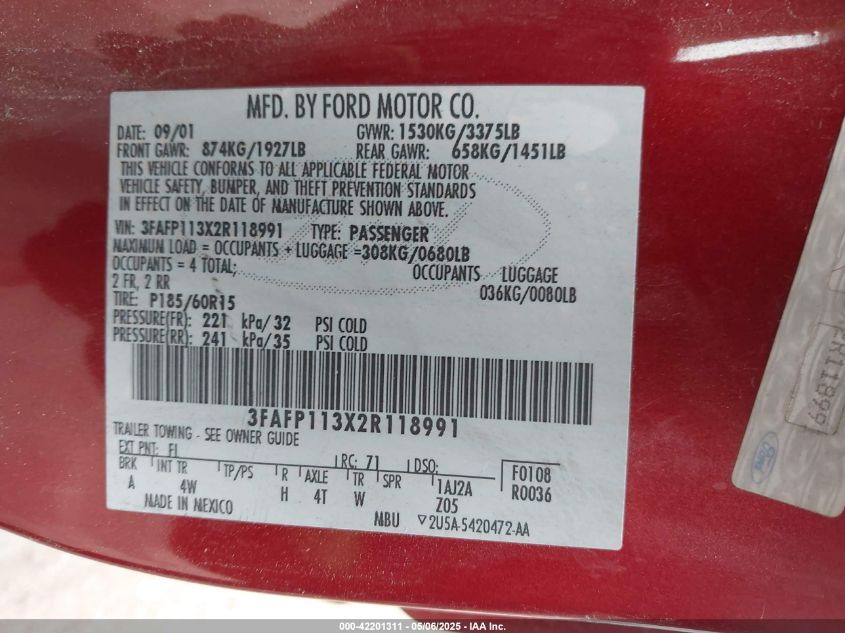 MFD. BY FORD MOTOR CO.
DATE: 09/01 GVWR: 1530KG/3375LB
FRONT GAWR: 874KG/1927LB REAR GAWR: 658KG/1451LB
THIS VEHICLE CONFORMS TO ALL APPLICABLE FEDERAL MOTOR
VEHICLE SAFETY, BUMPER, AND THEFT PREVENTION STANDARDS
IN EFFECT ON THE DATE OF MANUFACTURE SHOWN ABOVE.
VIN: 3FAFP113X2R118991 TYPE: PASSENGER
MAXIMUM LOAD = OCCUPANTS + LUGGAGE =308KG/0680LB
OCCUPANTS = 4 TOTAL; OCCUPANTS LUGGAGE
2 FR, 2 RR 036KG/0080LB
TIRE: P185/60R15
PRESSURE(FR): 221 kPa/32 PSI COLD
PRESSURE(RR): 241 kPa/35 PSI COLD
3FAFP113X2R118991
TRAILER TOWING - SEE OWNER GUIDE
EXT PNT: FL RC: 71 DSO: F0108
BRK INT TR TP/PS R AXLE TR SPR 1AJ2A R0036
A 4W H 4T W Z05
MADE IN MEXICO MBU ▽2U5A-5420472-AA
Ford
000-42201311 - 05/06/2025 - IAA Inc.